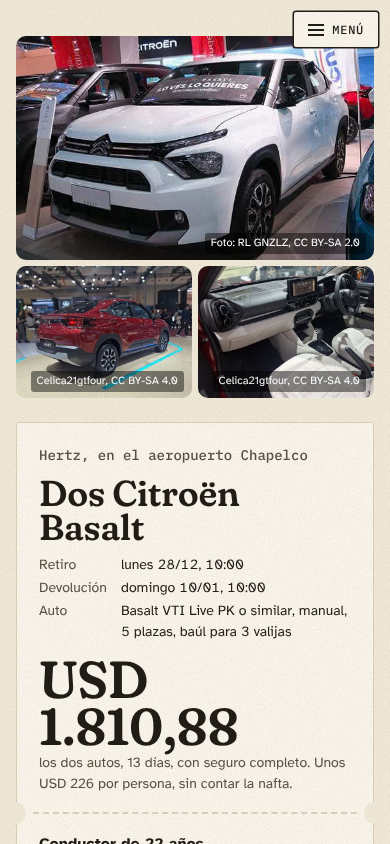 MENÚ
CITROËN
BASALT
LO VES LO QUIERES
Foto: RL GNZLZ, CC BY-SA 2.0
Celica21gtfour, CC BY-SA 4.0
Celica21gtfour, CC BY-SA 4.0
Hertz, en el aeropuerto Chapelco
Dos Citroën
Basalt
Retiro lunes 28/12, 10:00
Devolución domingo 10/01, 10:00
Auto Basalt VTI Live PK o similar, manual,
5 plazas, baúl para 3 valijas
USD
1.810,88
los dos autos, 13 días, con seguro completo. Unos
USD 226 por persona, sin contar la nafta.
Conductor de 22 años